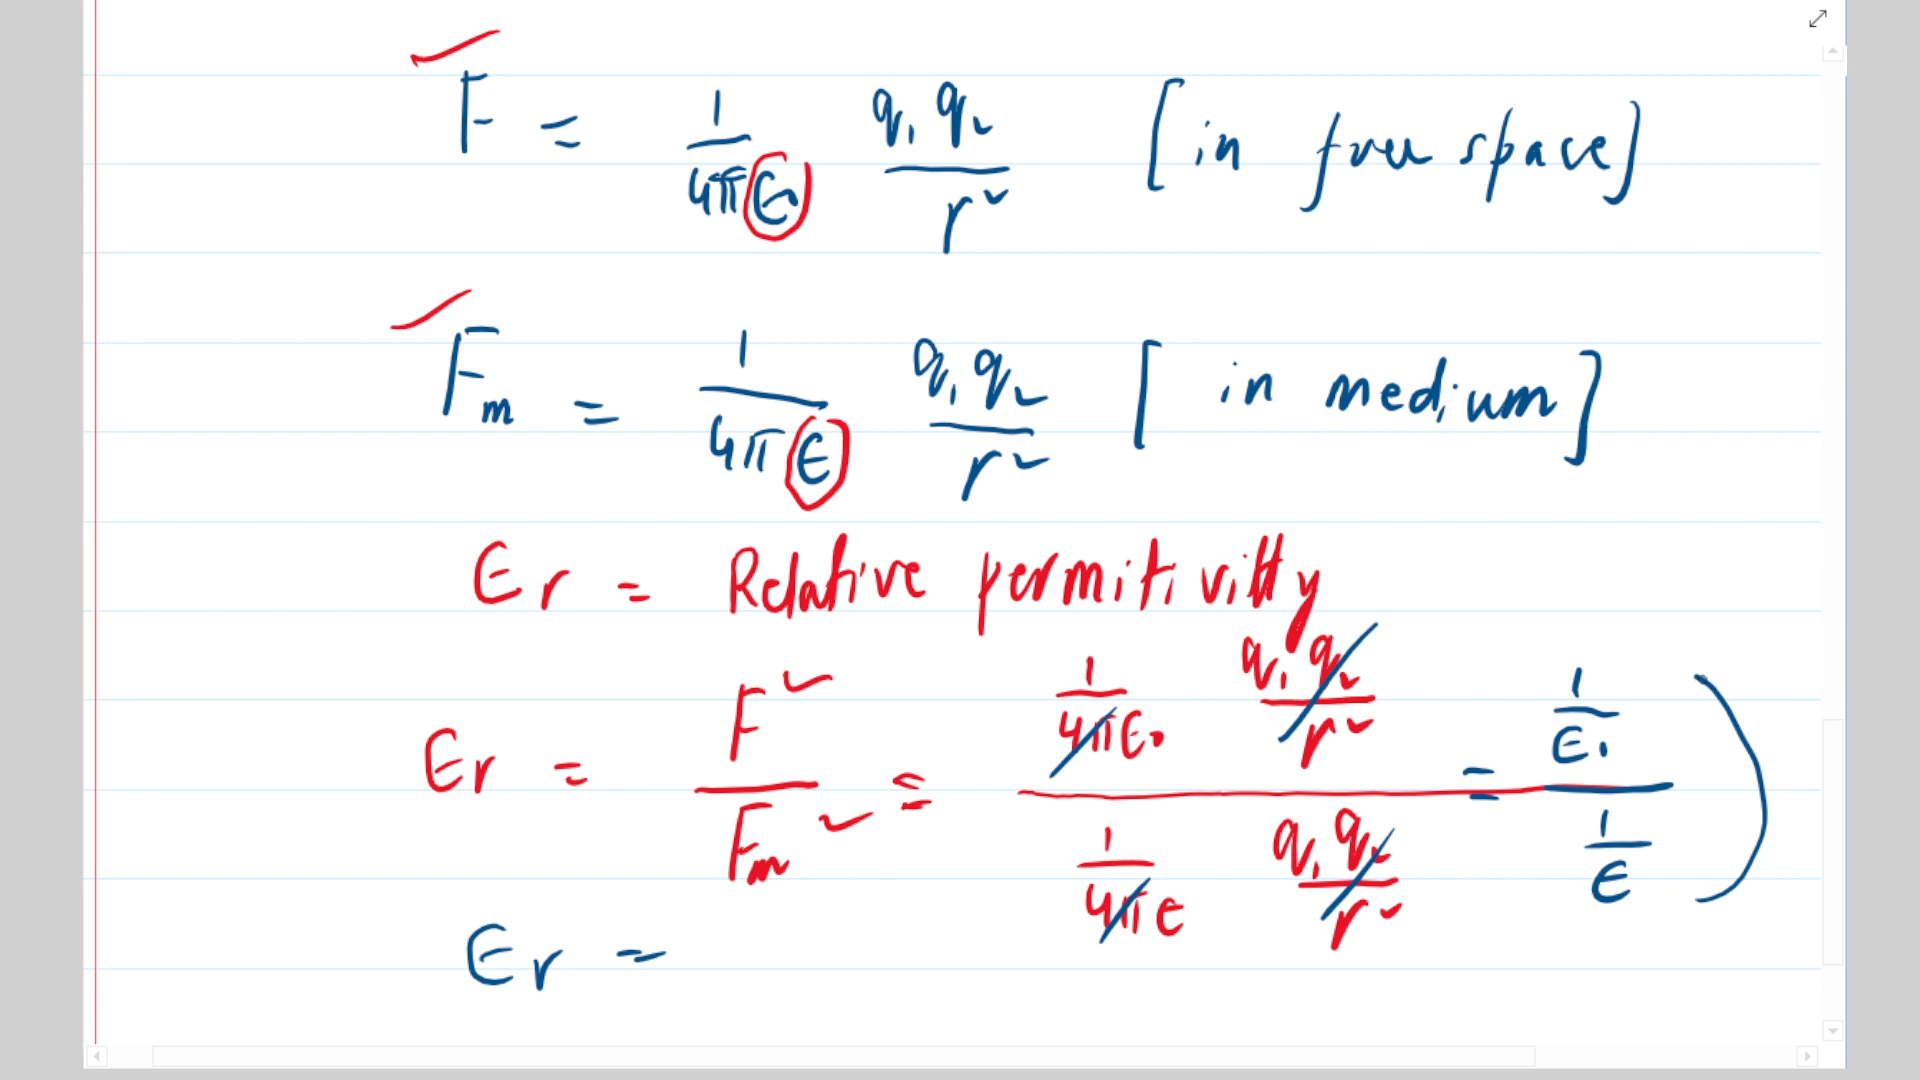 F = 1/4πε₀ q₁q₂/r² [in free space]
Fm = 1/4πε q₁q₂/r² [in medium]
εr = Relative permitivitty
εr = F/Fm = (1/4πε₀ q₁q₂/r²)/(1/4πε q₁q₂/r²) = (1/ε₀)/(1/ε) )
εr =